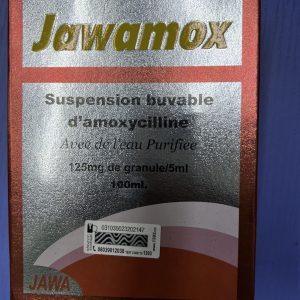 Jawamox
Suspension buvable
d'amoxycilline
Avec de l'eau Purifiée
125mg de granule/5ml
100ml.
JAWA